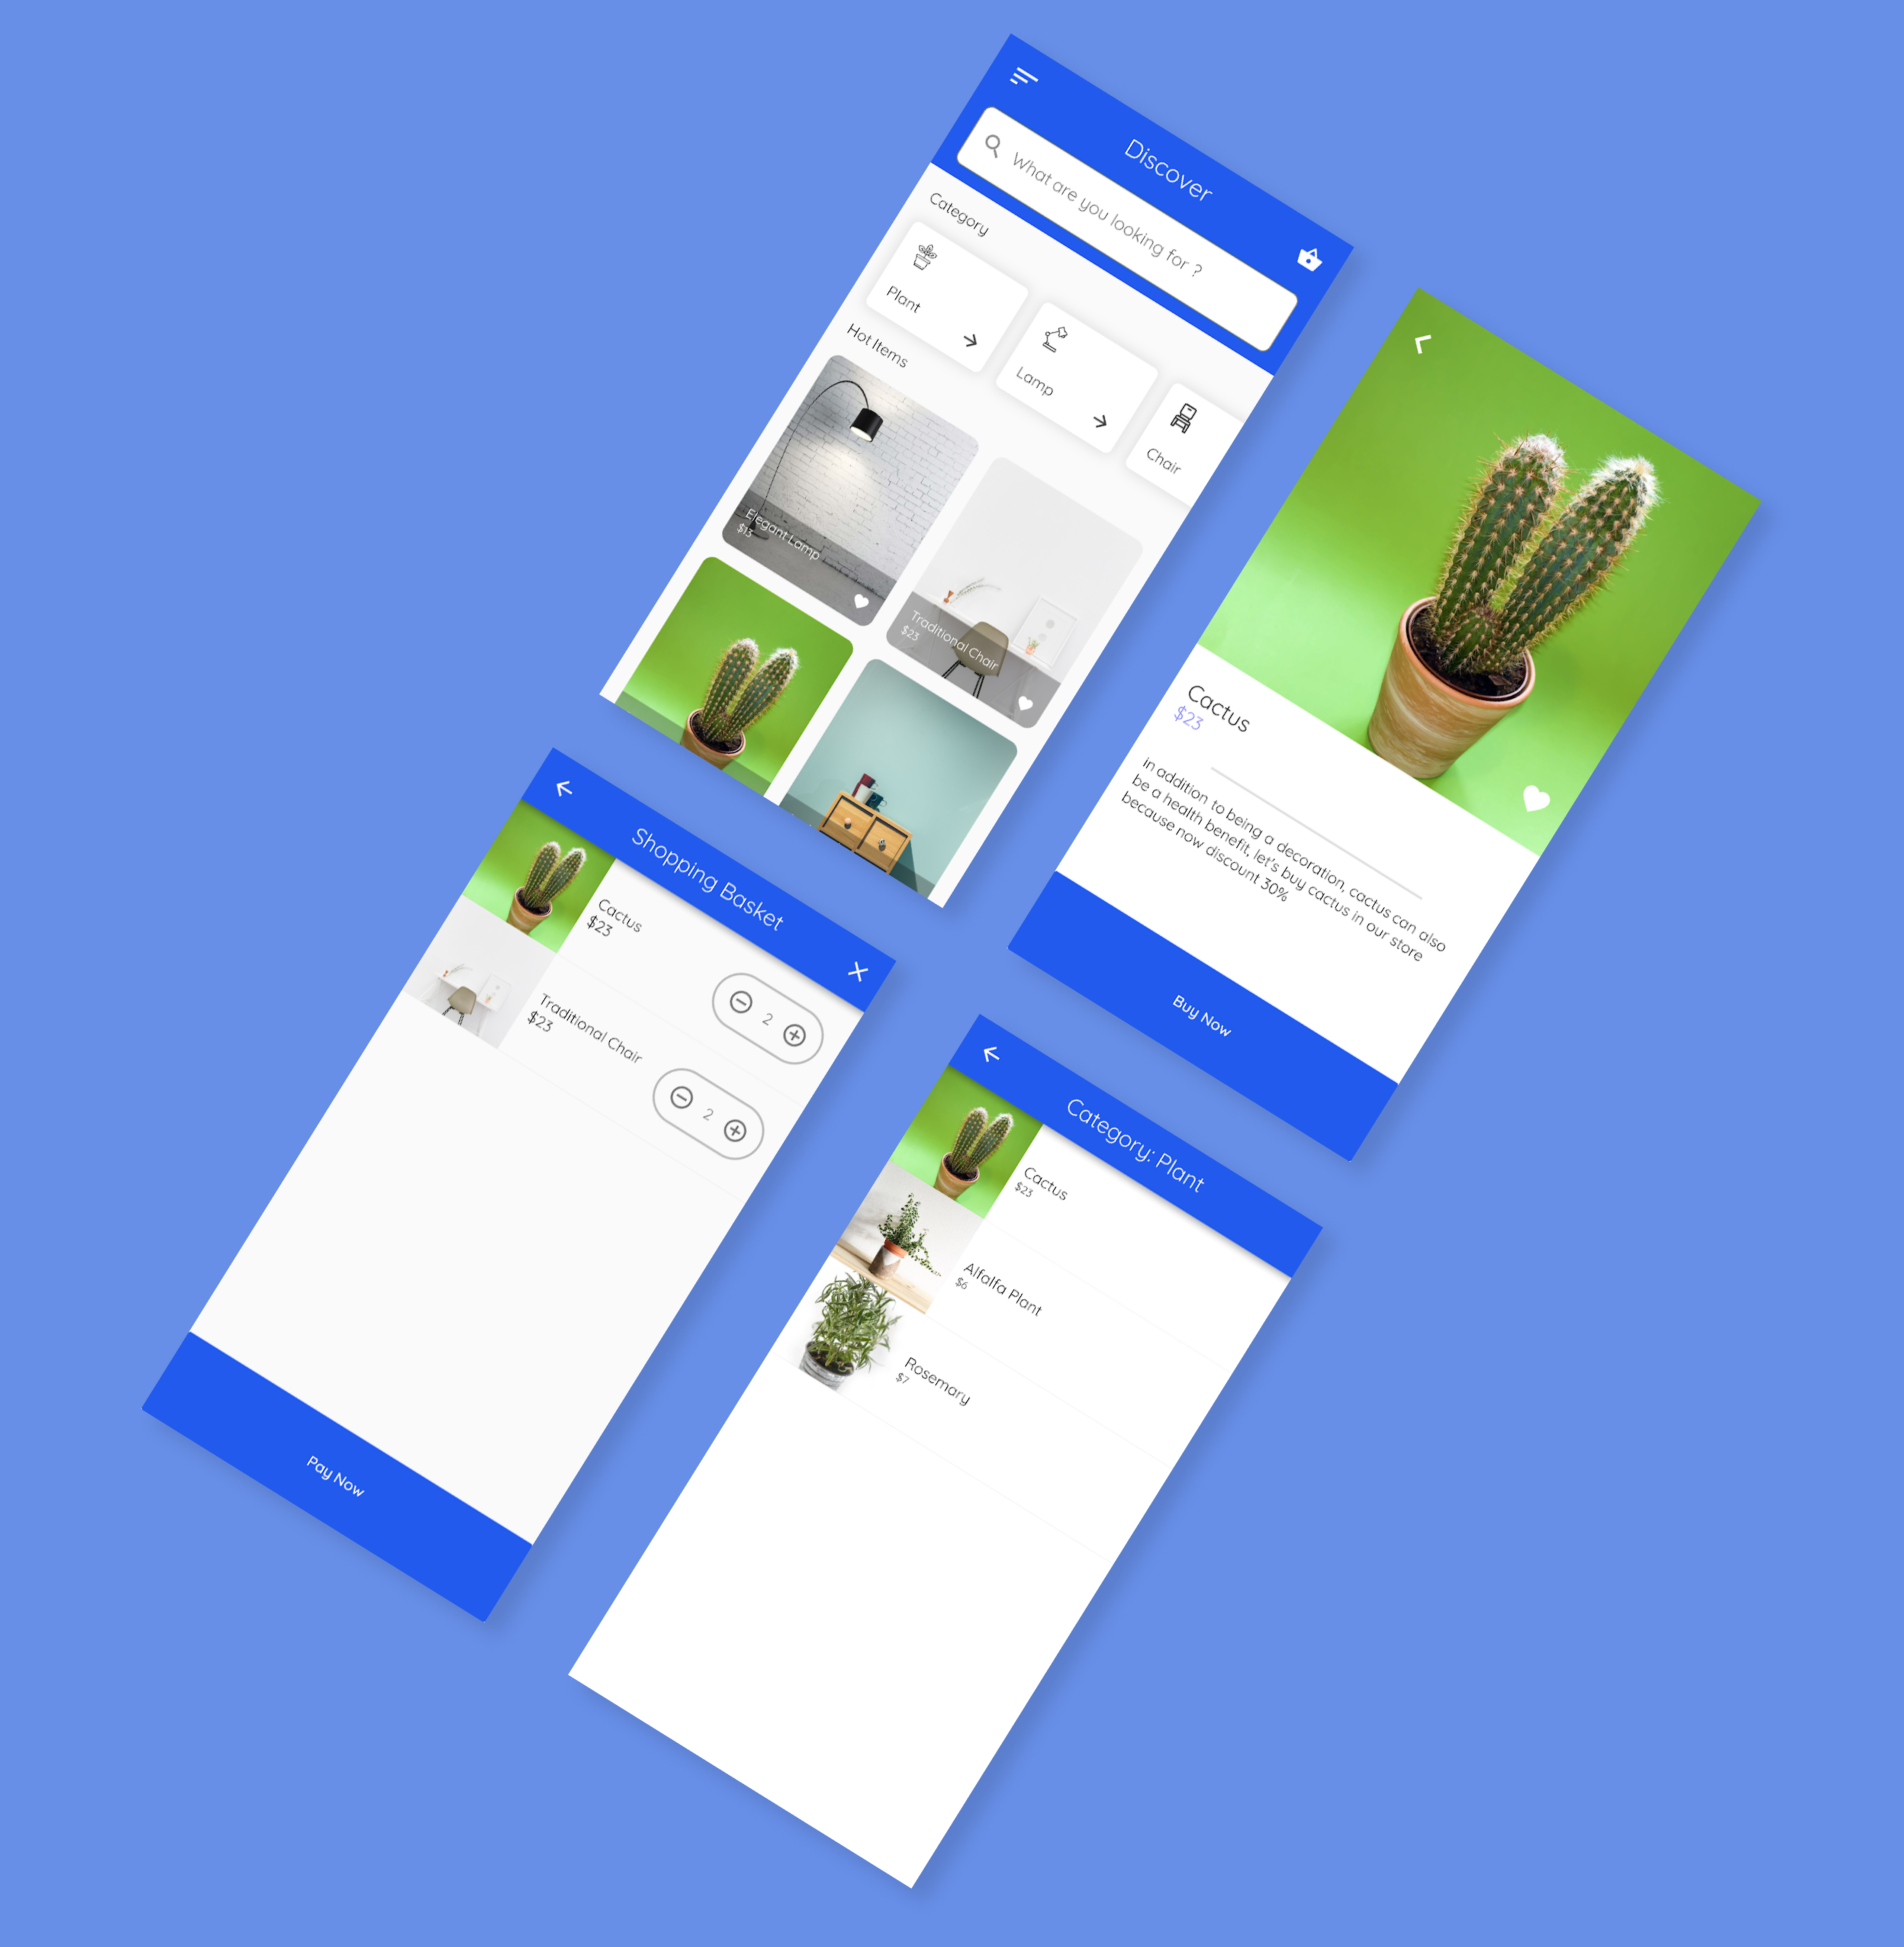 Discover
What are you looking for ?
Category
Plant
Lamp
Chair
Hot Items
Elegant Lamp
$13
Traditional Chair
$23
Cactus
$23
in addition to being a decoration, cactus can also
be a health benefit, let's buy cactus in our store
because now discount 30%
Buy Now
Shopping Basket
Cactus
$23
2
Traditional Chair
$23
2
Pay Now
Category: Plant
Cactus
$23
Alfalfa Plant
$6
Rosemary
$7